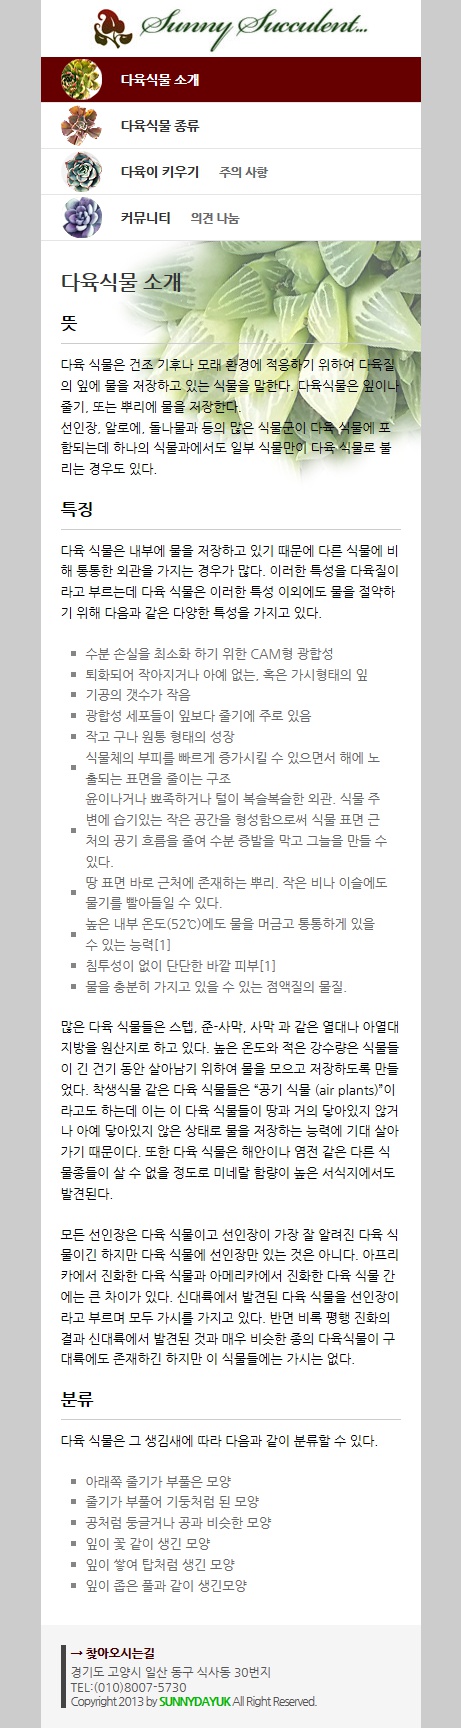 Sunny Succulent...
다육식물 소개
다육식물 종류
다육이 키우기 주의 사항
커뮤니티 의견 나눔
다육식물 소개
뜻
다육 식물은 건조 기후나 모래 환경에 적응하기 위하여 다육질
의 잎에 물을 저장하고 있는 식물을 말한다. 다육식물은 잎이나
줄기, 또는 뿌리에 물을 저장한다.
선인장, 알로에, 돌나물과 등의 많은 식물군이 다육 식물에 포
함되는데 하나의 식물과에서도 일부 식물만이 다육 식물로 불
리는 경우도 있다.
특징
다육 식물은 내부에 물을 저장하고 있기 때문에 다른 식물에 비
해 통통한 외관을 가지는 경우가 많다. 이러한 특성을 다육질이
라고 부르는데 다육 식물은 이러한 특성 이외에도 물을 절약하
기 위해 다음과 같은 다양한 특성을 가지고 있다.
수분 손실을 최소화 하기 위한 CAM형 광합성
퇴화되어 작아지거나 아예 없는, 혹은 가시형태의 잎
기공의 갯수가 작음
광합성 세포들이 잎보다 줄기에 주로 있음
작고 구나 원통 형태의 성장
식물체의 부피를 빠르게 증가시킬 수 있으면서 해에 노
출되는 표면을 줄이는 구조
윤이나거나 뾰족하거나 털이 복슬복슬한 외관. 식물 주
변에 습기있는 작은 공간을 형성함으로써 식물 표면 근
처의 공기 흐름을 줄여 수분 증발을 막고 그늘을 만들 수
있다.
땅 표면 바로 근처에 존재하는 뿌리. 작은 비나 이슬에도
물기를 빨아들일 수 있다.
높은 내부 온도(52℃)에도 물을 머금고 통통하게 있을
수 있는 능력[1]
침투성이 없이 단단한 바깥 피부[1]
물을 충분히 가지고 있을 수 있는 점액질의 물질.
많은 다육 식물들은 스텝, 준-사막, 사막 과 같은 열대나 아열대
지방을 원산지로 하고 있다. 높은 온도와 적은 강수량은 식물들
이 긴 건기 동안 살아남기 위하여 물을 모으고 저장하도록 만들
었다. 착생식물 같은 다육 식물들은 “공기 식물 (air plants)”이
라고도 하는데 이는 이 다육 식물들이 땅과 거의 닿아있지 않거
나 아예 닿아있지 않은 상태로 물을 저장하는 능력에 기대 살아
가기 때문이다. 또한 다육 식물은 해안이나 염전 같은 다른 식
물종들이 살 수 없을 정도로 미네랄 함량이 높은 서식지에서도
발견된다.
모든 선인장은 다육 식물이고 선인장이 가장 잘 알려진 다육 식
물이긴 하지만 다육 식물에 선인장만 있는 것은 아니다. 아프리
카에서 진화한 다육 식물과 아메리카에서 진화한 다육 식물 간
에는 큰 차이가 있다. 신대륙에서 발견된 다육 식물을 선인장이
라고 부르며 모두 가시를 가지고 있다. 반면 비록 평행 진화의
결과 신대륙에서 발견된 것과 매우 비슷한 종의 다육식물이 구
대륙에도 존재하긴 하지만 이 식물들에는 가시는 없다.
분류
다육 식물은 그 생김새에 따라 다음과 같이 분류할 수 있다.
아래쪽 줄기가 부풀은 모양
줄기가 부풀어 기둥처럼 된 모양
공처럼 둥글거나 공과 비슷한 모양
잎이 꽃 같이 생긴 모양
잎이 쌓여 탑처럼 생긴 모양
잎이 좁은 풀과 같이 생긴모양
→ 찾아오시는길
경기도 고양시 일산 동구 식사동 30번지
TEL:(010)8007-5730
Copyright 2013 by SUNNYDAYUK All Right Reserved.